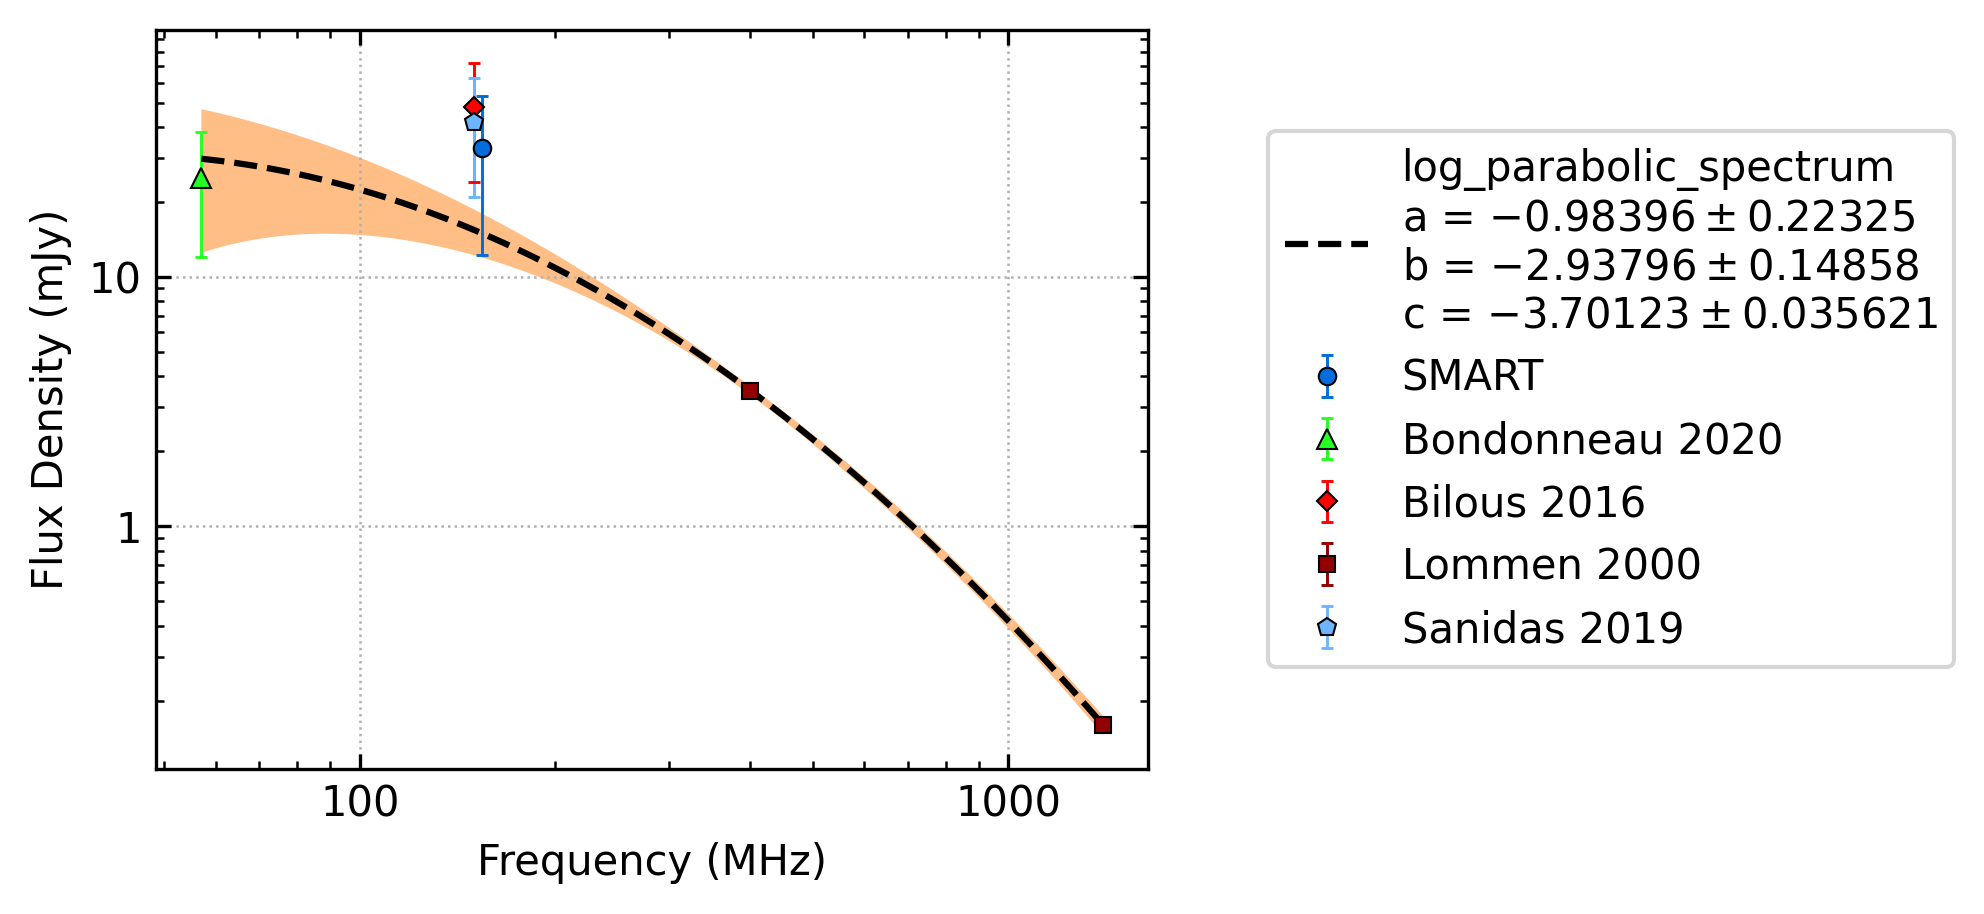 Flux Density (mJy)
10
1
100
1000
Frequency (MHz)
log_parabolic_spectrum
a = −0.98396 ± 0.22325
b = −2.93796 ± 0.14858
c = −3.70123 ± 0.035621
SMART
Bondonneau 2020
Bilous 2016
Lommen 2000
Sanidas 2019